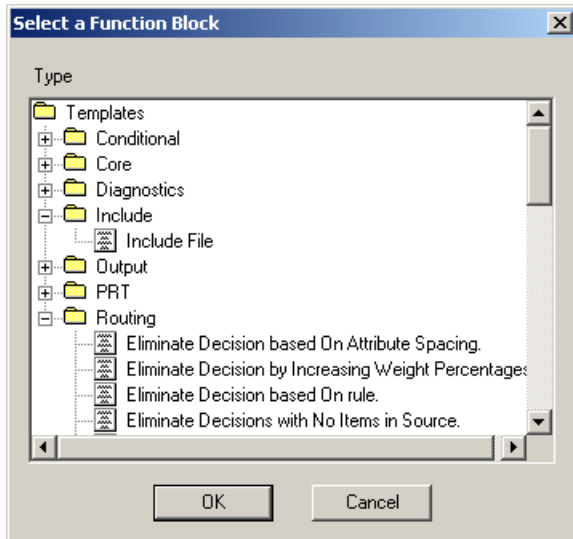 Select a Function Block
Type
Templates
Conditional
Core
Diagnostics
Include
Include File
Output
PRT
Routing
Eliminate Decision based On Attribute Spacing.
Eliminate Decision by Increasing Weight Percentages
Eliminate Decision based On rule.
Eliminate Decisions with No Items in Source.
OK Cancel